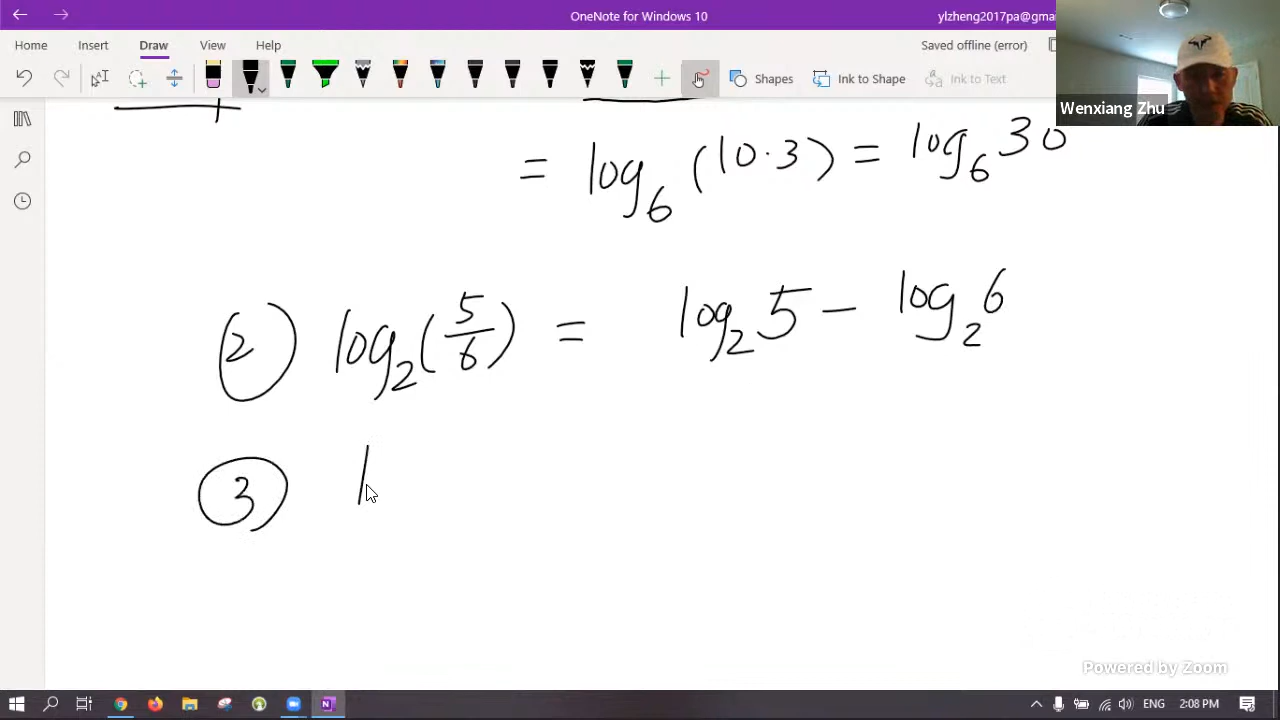 OneNote for Windows 10
ylzheng2017pa@gma
Home Insert Draw View Help
Saved offline (error)
Shapes Ink to Shape Ink to Text
Wenxiang Zhu
= log₆ (10·3) = log₆ 30
(2) log₂(5/6) = log₂ 5 − log₂ 6
③ l
Powered by Zoom
ENG 2:08 PM